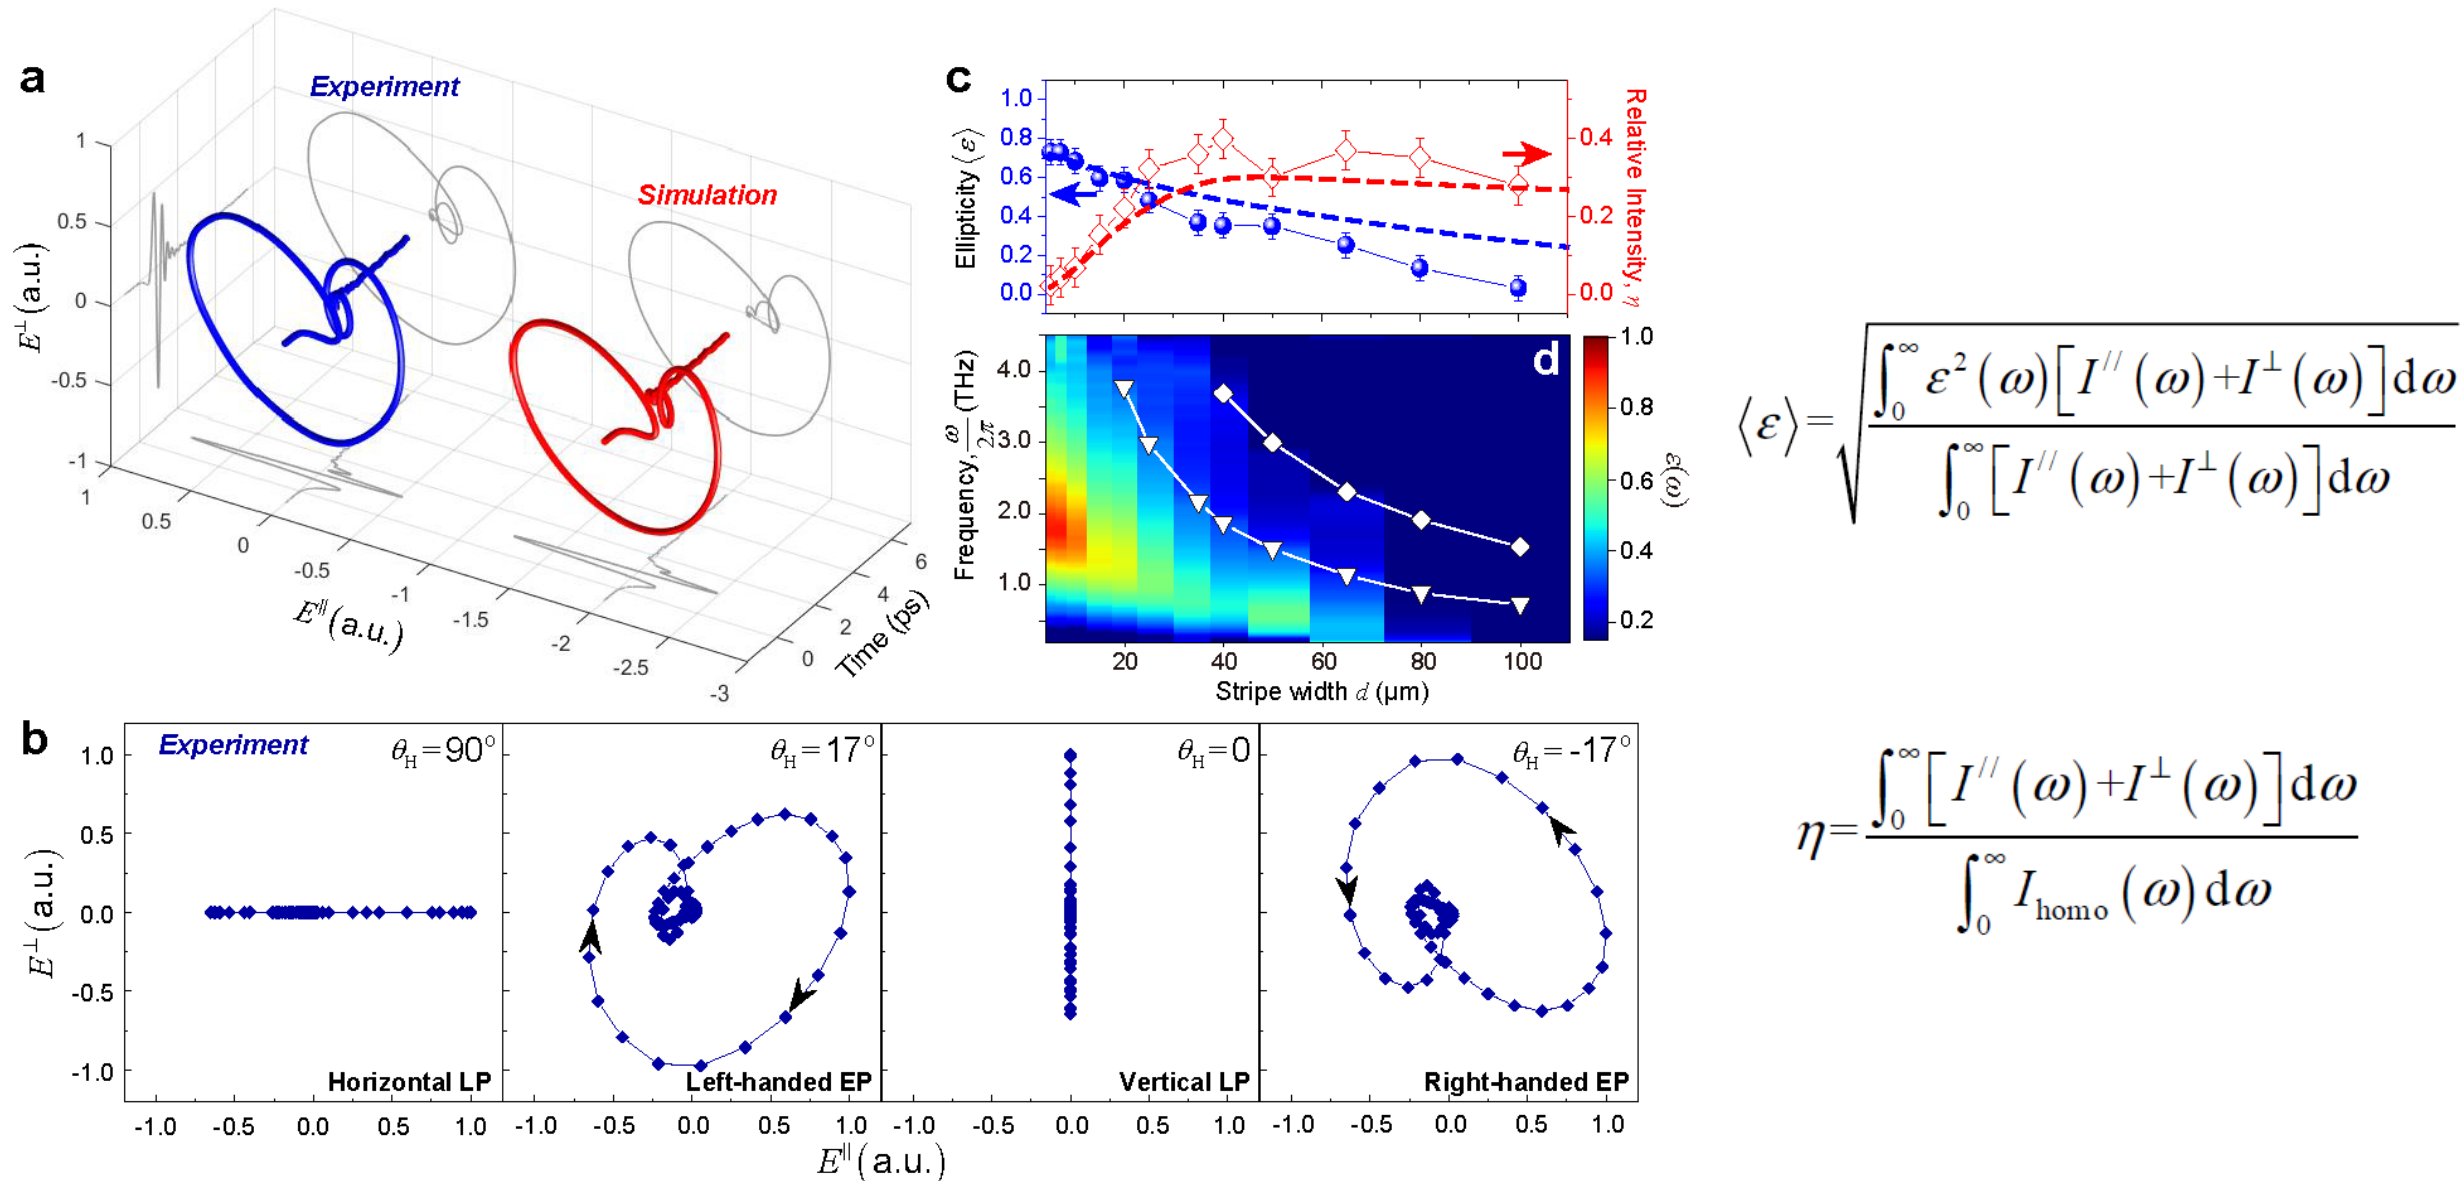 a
Experiment
Simulation
1
0.5
0
-0.5
-1
E⊥ (a.u.)
1
0.5
0
-0.5
-1
-1.5
-2
-2.5
-3
E∥ (a.u.)
0
2
4
6
Time (ps)
c
1.0
0.8
0.6
0.4
0.2
0.0
Ellipticity ⟨ε⟩
0.4
0.2
0.0
Relative Intensity, η
d
4.0
3.0
2.0
1.0
Frequency, ω/2π (THz)
20 40 60 80 100
Stripe width d (μm)
1.0
0.8
0.6
0.4
0.2
ε(ω)
⟨ε⟩=√(∫₀^∞ ε²(ω)[I^//(ω)+I^⊥(ω)]dω / ∫₀^∞ [I^//(ω)+I^⊥(ω)]dω)
η=∫₀^∞ [I^//(ω)+I^⊥(ω)]dω / ∫₀^∞ I_homo(ω)dω
b
Experiment
θH=90°
θH=17°
θH=0
θH=-17°
1.0
0.5
0.0
-0.5
-1.0
E⊥ (a.u.)
Horizontal LP
Left-handed EP
Vertical LP
Right-handed EP
-1.0 -0.5 0.0 0.5 1.0 -1.0 -0.5 0.0 0.5 1.0 -1.0 -0.5 0.0 0.5 1.0 -1.0 -0.5 0.0 0.5 1.0
E∥ (a.u.)